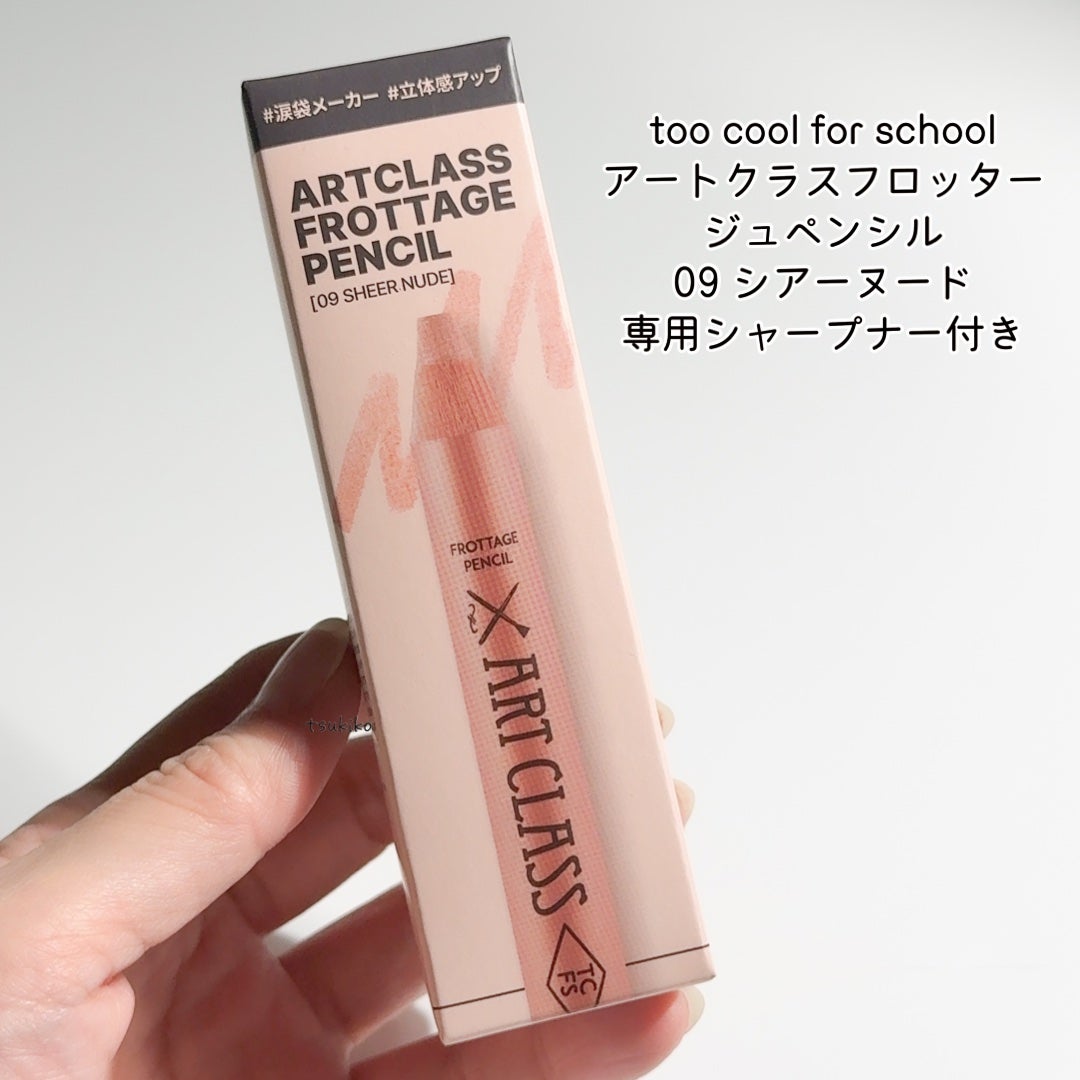 #涙袋メーカー #立体感アップ
ARTCLASS
FROTTAGE
PENCIL
[09 SHEER NUDE]
FROTTAGE
PENCIL
ART CLASS
TC
FS
tsukiko
too cool for school
アートクラスフロッター
ジュペンシル
09 シアーヌード
専用シャープナー付き